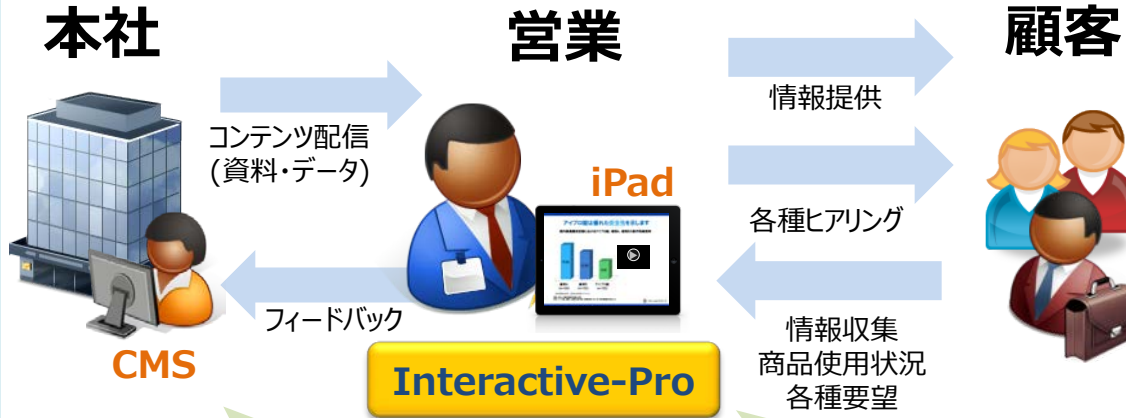 本社
営業
顧客
コンテンツ配信
(資料・データ)
情報提供
iPad
各種ヒアリング
フィードバック
CMS
Interactive-Pro
情報収集
商品使用状況
各種要望